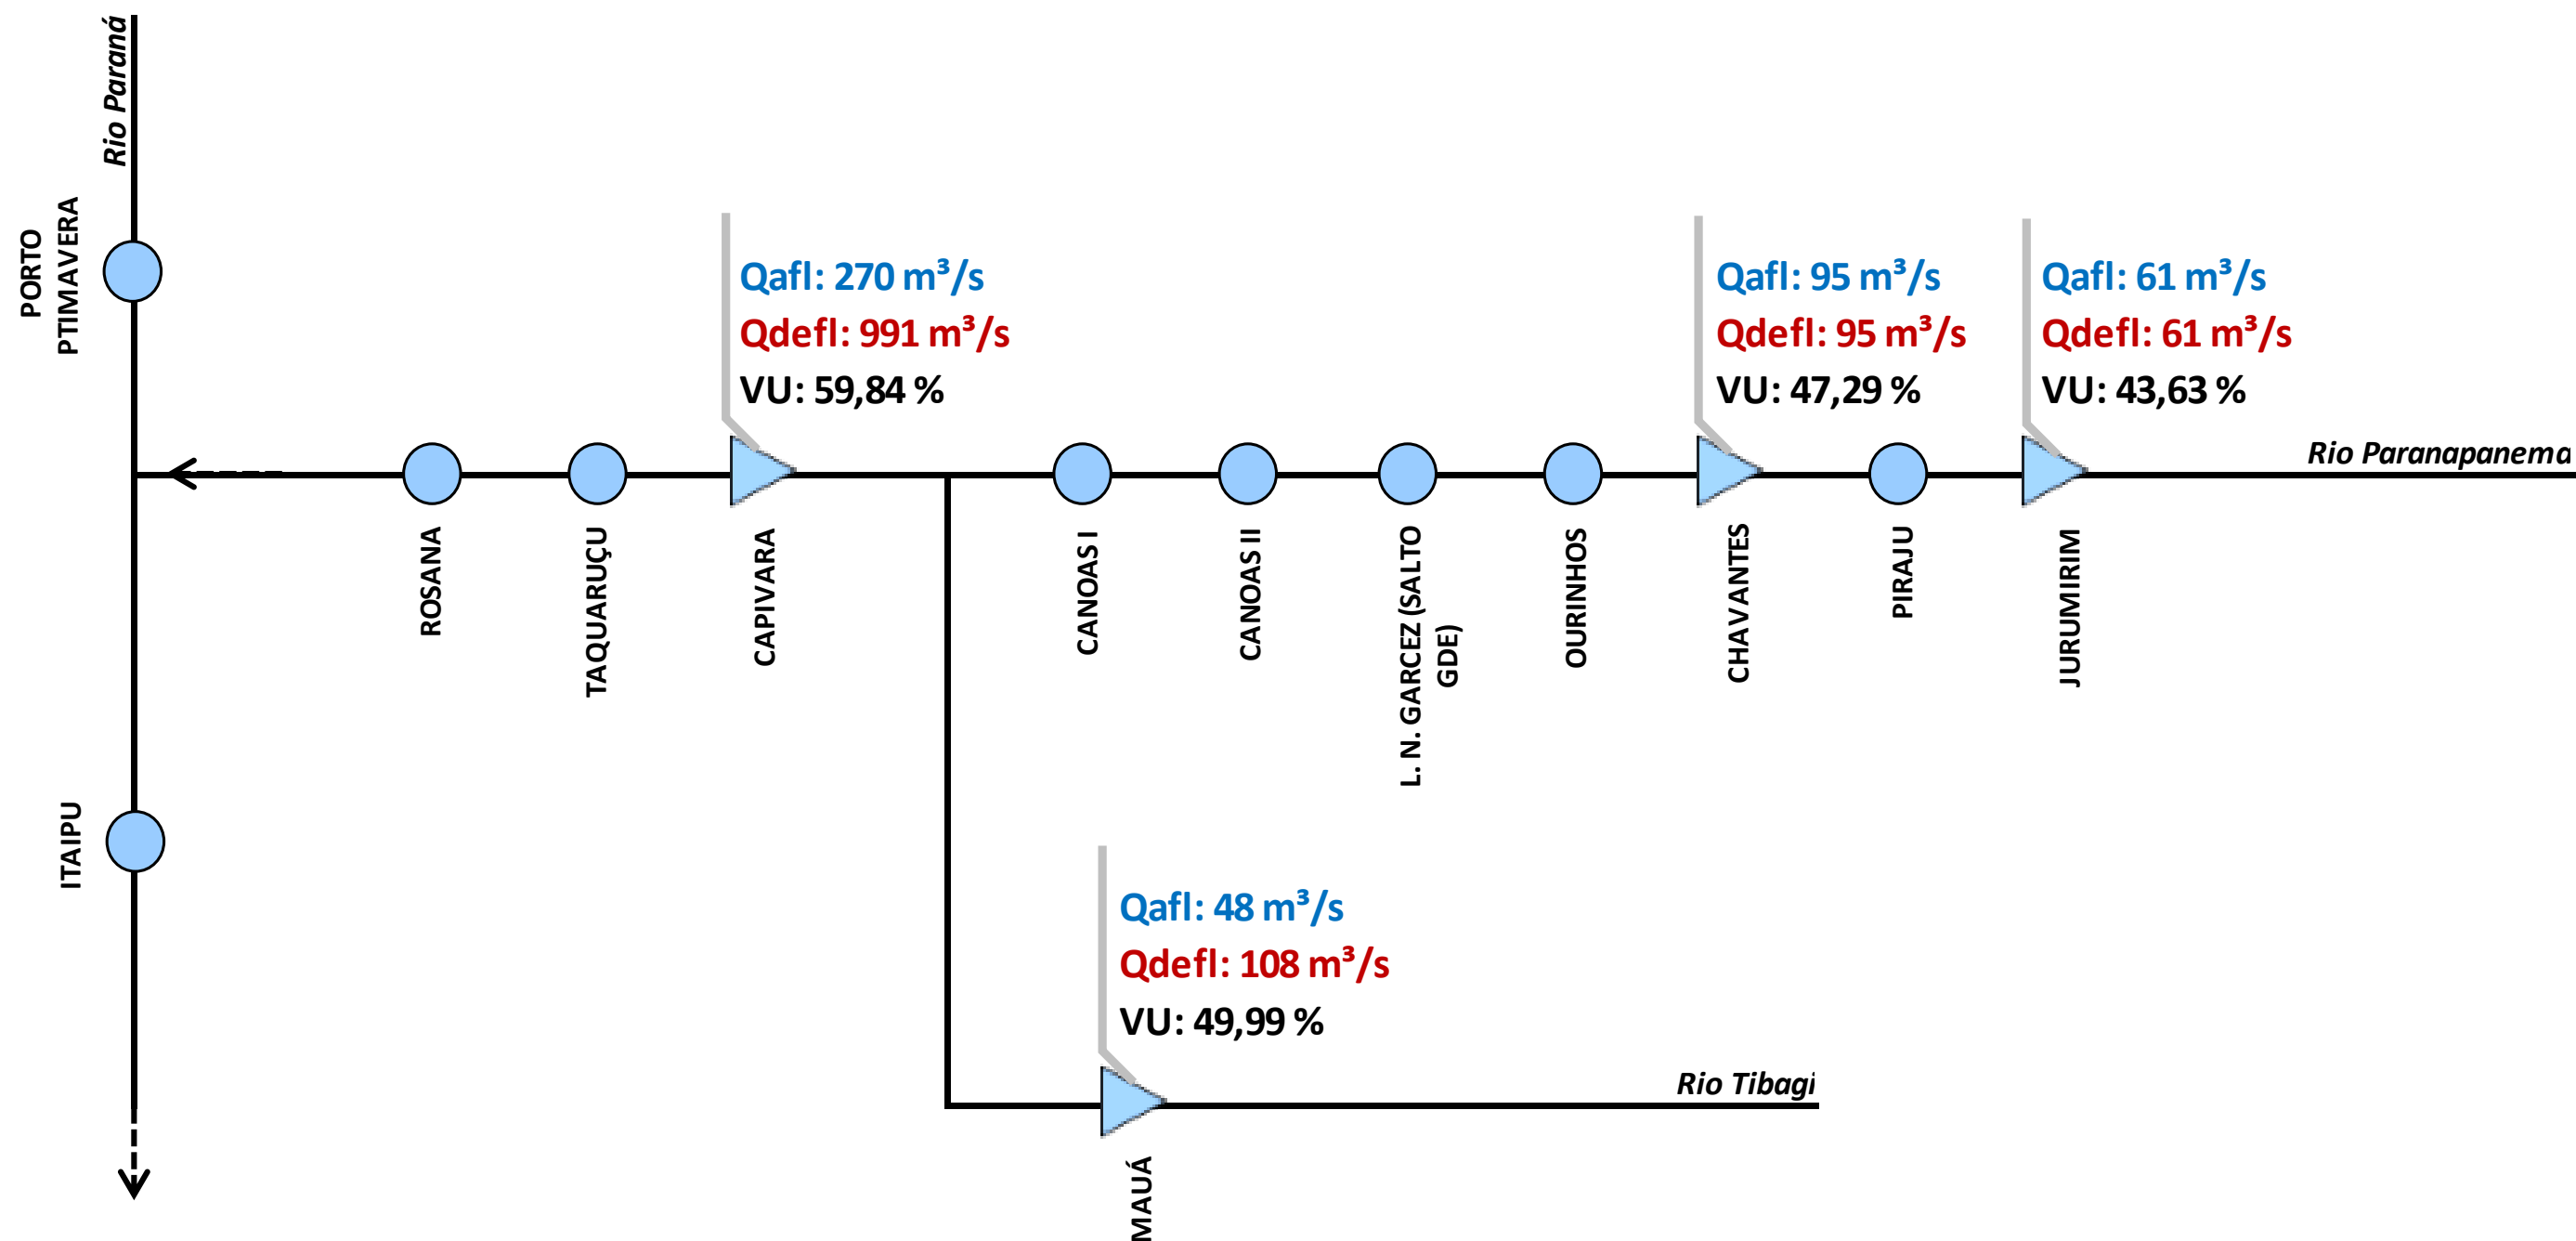 Rio Paraná
PORTO
PTIMAVERA
Qafl: 270 m³/s
Qdefl: 991 m³/s
VU: 59,84 %
Qafl: 95 m³/s
Qdefl: 95 m³/s
VU: 47,29 %
Qafl: 61 m³/s
Qdefl: 61 m³/s
VU: 43,63 %
Rio Paranapanema
ROSANA
TAQUARUÇU
CAPIVARA
CANOAS I
CANOAS II
L. N. GARCEZ (SALTO
GDE)
OURINHOS
CHAVANTES
PIRAJU
JURUMIRIM
ITAIPU
Qafl: 48 m³/s
Qdefl: 108 m³/s
VU: 49,99 %
Rio Tibagi
MAUÁ